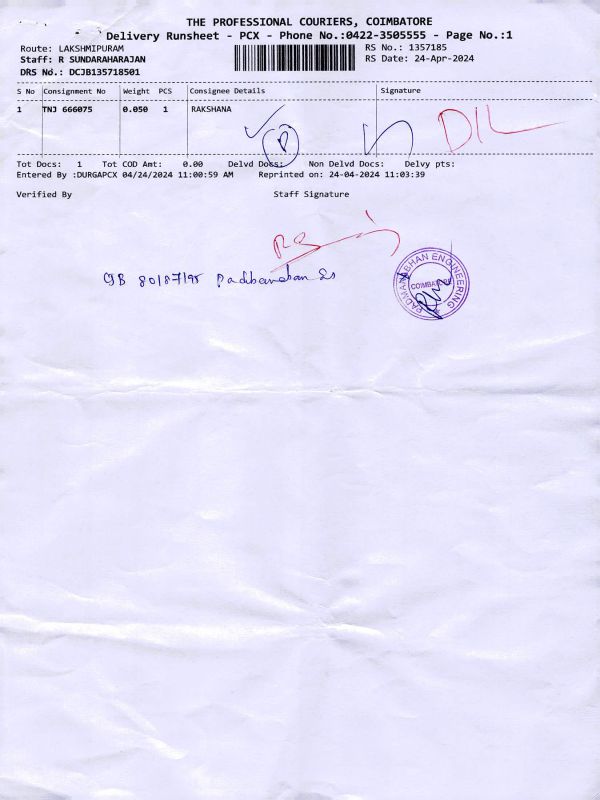 THE PROFESSIONAL COURIERS, COIMBATORE
Delivery Runsheet - PCX - Phone No.:0422-3505555 - Page No.:1
Route: LAKSHMIPURAM RS No.: 1357185
Staff: R SUNDARAHARAJAN RS Date: 24-Apr-2024
DRS No.: DCJB135718501
S No Consignment No Weight PCS Consignee Details Signature
1 TNJ 666075 0.050 1 RAKSHANA
P DIL
Tot Docs: 1 Tot COD Amt: 0.00 Delvd Docs: Non Delvd Docs: Delvy pts:
Entered By :DURGAPCX 04/24/2024 11:00:59 AM Reprinted on: 24-04-2024 11:03:39
Verified By Staff Signature
PADMANABHAN ENGINEERING
COIMBATORE